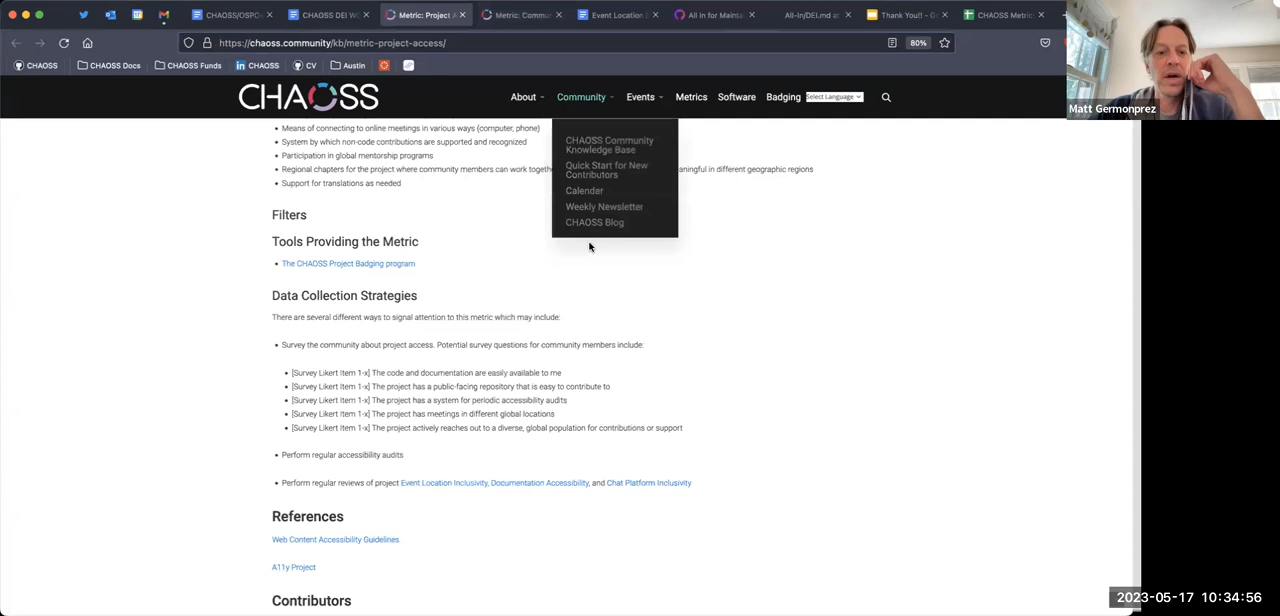 CHAOSS/OSPO-
CHAOSS DEI W
Metric: Project A
Metric: Commun
Event Location
All In for Mainta
All-In/DEI.md at
Thank You!! - G
CHAOSS Metric
https://chaoss.community/kb/metric-project-access/
80%
CHAOSS
CHAOSS Docs
CHAOSS Funds
in CHAOSS
CV
Austin
CHAOSS
About
Community
Events
Metrics
Software
Badging
Select Language
Matt Germonprez
CHAOSS Community
Knowledge Base
Quick Start for New
Contributors
Calendar
Weekly Newsletter
CHAOSS Blog
• Means of connecting to online meetings in various ways (computer, phone)
• System by which non-code contributions are supported and recognized
• Participation in global mentorship programs
• Regional chapters for the project where community members can work togeth eaningful in different geographic regions
• Support for translations as needed
Filters
Tools Providing the Metric
• The CHAOSS Project Badging program
Data Collection Strategies
There are several different ways to signal attention to this metric which may include:
• Survey the community about project access. Potential survey questions for community members include:
• [Survey Likert Item 1-x] The code and documentation are easily available to me
• [Survey Likert Item 1-x] The project has a public-facing repository that is easy to contribute to
• [Survey Likert Item 1-x] The project has a system for periodic accessibility audits
• [Survey Likert Item 1-x] The project has meetings in different global locations
• [Survey Likert Item 1-x] The project actively reaches out to a diverse, global population for contributions or support
• Perform regular accessibility audits
• Perform regular reviews of project Event Location Inclusivity, Documentation Accessibility, and Chat Platform Inclusivity
References
Web Content Accessibility Guidelines
A11y Project
Contributors
2023-05-17 10:34:56